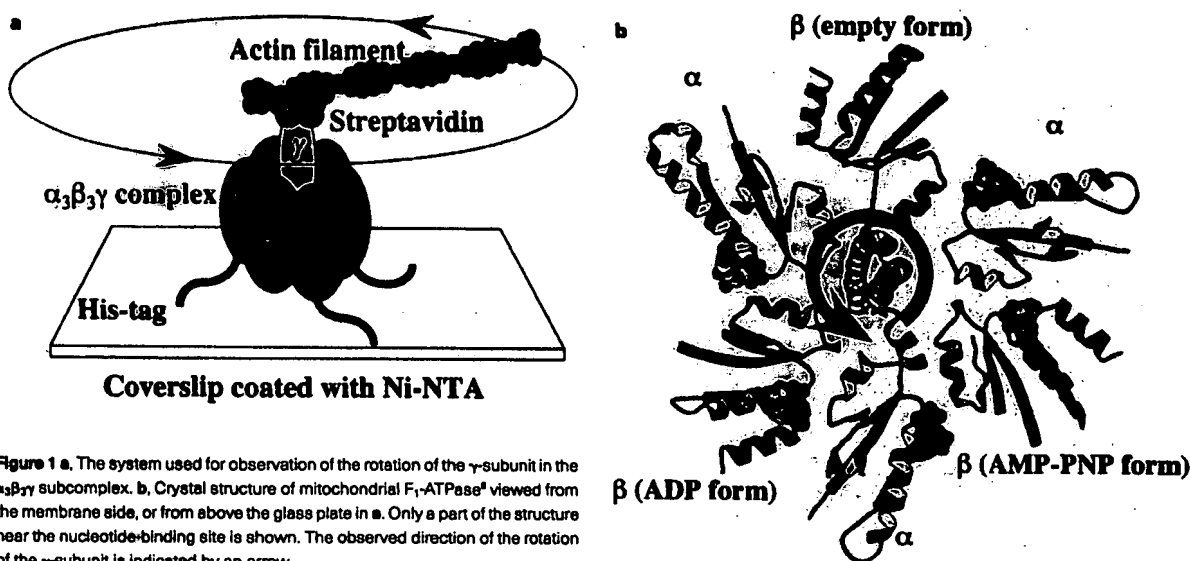 a
Actin filament
Streptavidin
γ
α₃β₃γ complex
His-tag
Coverslip coated with Ni-NTA
Figure 1 a, The system used for observation of the rotation of the γ-subunit in the
α₃β₃γ subcomplex. b, Crystal structure of mitochondrial F₁-ATPase⁸ viewed from
the membrane side, or from above the glass plate in a. Only a part of the structure
near the nucleotide-binding site is shown. The observed direction of the rotation
of the γ-subunit is indicated by an arrow.
b
β (empty form)
α
α
β (AMP-PNP form)
β (ADP form)
α